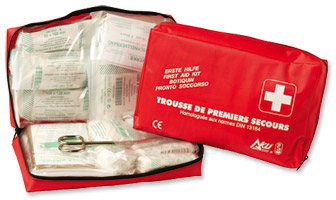 ERSTE HILFE
FIRST AID KIT
BOTIQUIN
PRONTO SOCCORSO
TROUSSE DE PREMIERS SECOURS
Homologuée aux normes DIN 13164
CE